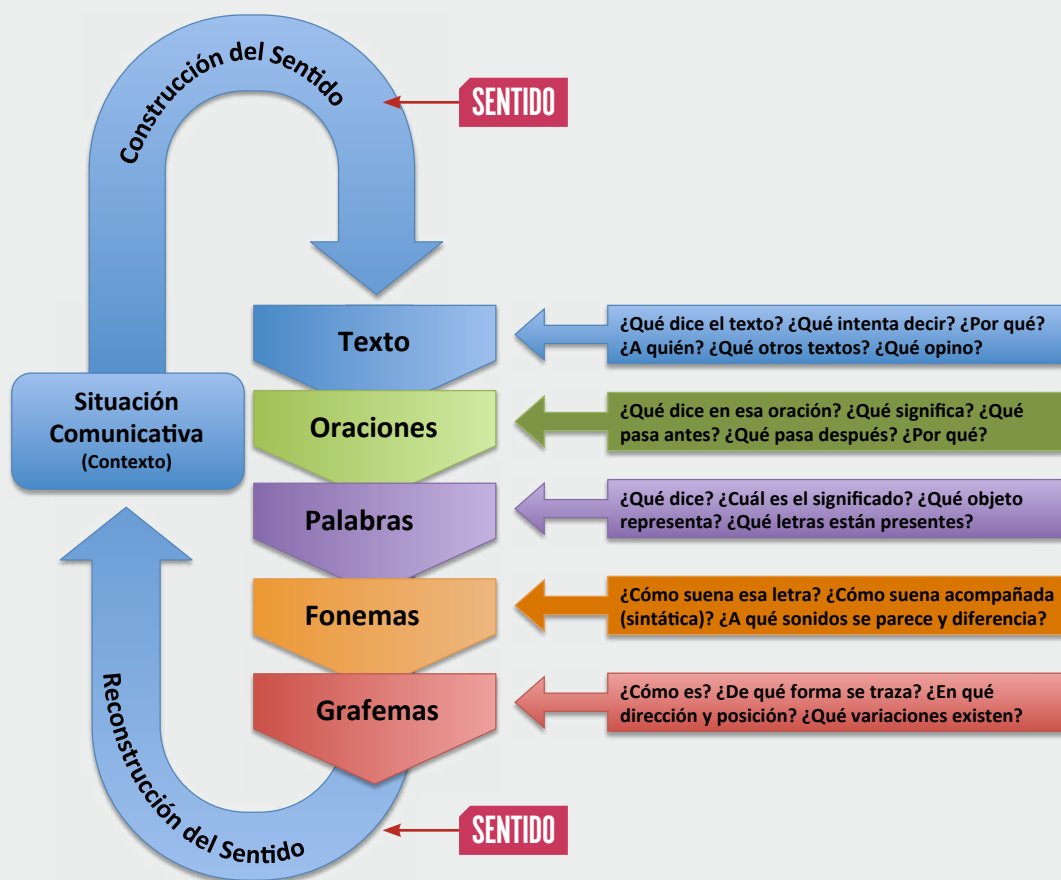 Construcción del Sentido
SENTIDO
Texto
¿Qué dice el texto? ¿Qué intenta decir? ¿Por qué?
¿A quién? ¿Qué otros textos? ¿Qué opino?
Situación
Comunicativa
(Contexto)
Oraciones
¿Qué dice en esa oración? ¿Qué significa? ¿Qué
pasa antes? ¿Qué pasa después? ¿Por qué?
Palabras
¿Qué dice? ¿Cuál es el significado? ¿Qué objeto
representa? ¿Qué letras están presentes?
Fonemas
¿Cómo suena esa letra? ¿Cómo suena acompañada
(sintática)? ¿A qué sonidos se parece y diferencia?
Grafemas
¿Cómo es? ¿De qué forma se traza? ¿En qué
dirección y posición? ¿Qué variaciones existen?
Reconstrucción del Sentido
SENTIDO